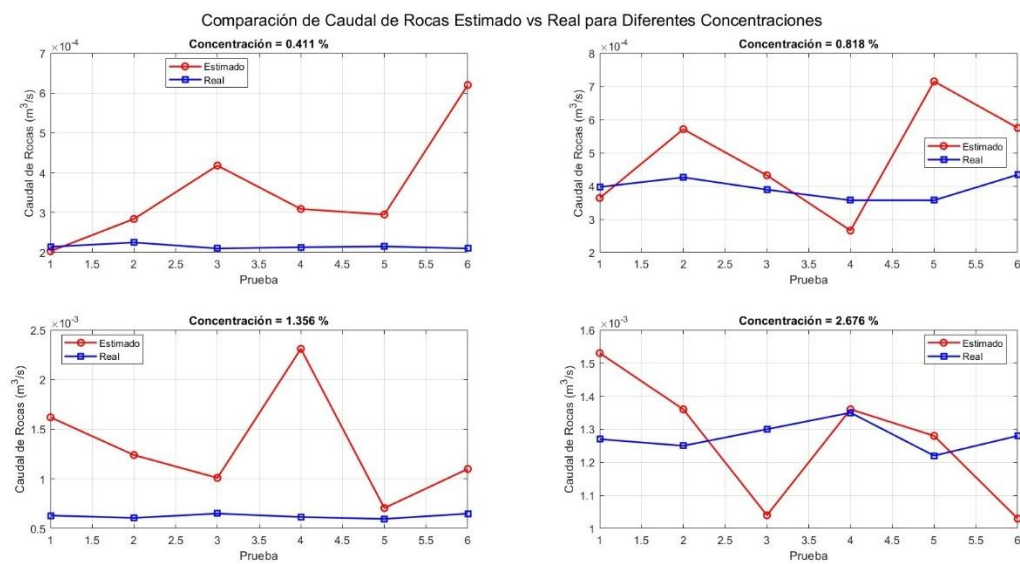 Comparación de Caudal de Rocas Estimado vs Real para Diferentes Concentraciones
Concentración = 0.411 %
×10⁻⁴
Caudal de Rocas (m³/s)
7
6
5
4
3
2
Estimado
Real
1 1.5 2 2.5 3 3.5 4 4.5 5 5.5 6
Prueba
Concentración = 0.818 %
×10⁻⁴
Caudal de Rocas (m³/s)
8
7
6
5
4
3
2
Estimado
Real
1 1.5 2 2.5 3 3.5 4 4.5 5 5.5 6
Prueba
Concentración = 1.356 %
×10⁻³
Caudal de Rocas (m³/s)
2.5
2
1.5
1
0.5
Estimado
Real
1 1.5 2 2.5 3 3.5 4 4.5 5 5.5 6
Prueba
Concentración = 2.676 %
×10⁻³
Caudal de Rocas (m³/s)
1.6
1.5
1.4
1.3
1.2
1.1
1
Estimado
Real
1 1.5 2 2.5 3 3.5 4 4.5 5 5.5 6
Prueba